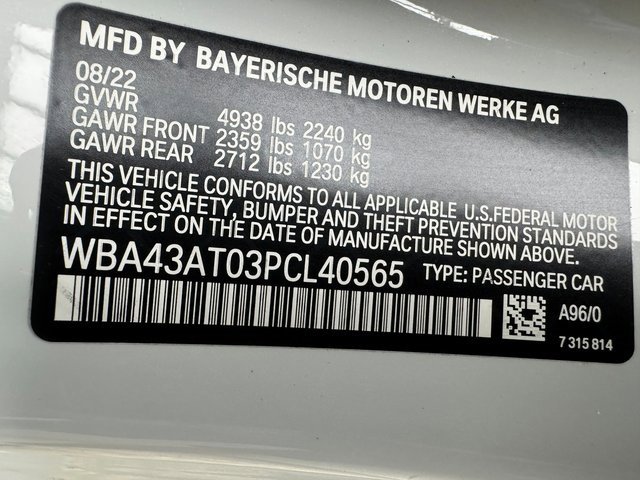 MFD BY BAYERISCHE MOTOREN WERKE AG
08/22
GVWR 4938 lbs 2240 kg
GAWR FRONT 2359 lbs 1070 kg
GAWR REAR 2712 lbs 1230 kg
THIS VEHICLE CONFORMS TO ALL APPLICABLE U.S.FEDERAL MOTOR
VEHICLE SAFETY, BUMPER AND THEFT PREVENTION STANDARDS
IN EFFECT ON THE DATE OF MANUFACTURE SHOWN ABOVE.
WBA43AT03PCL40565 TYPE: PASSENGER CAR
A96/0
7 315 814